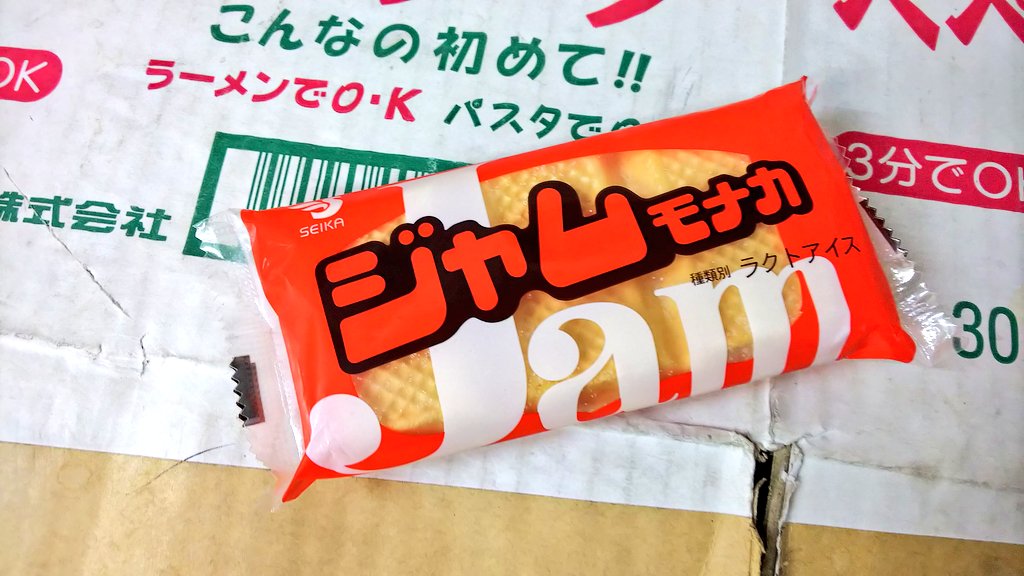 こんな の初めて!!
OK
ラーメンでO・K パスタで
3分でOK
株式会社
SEIKA
ジャムモナカ
種類別 ラクトアイス
Jam
30